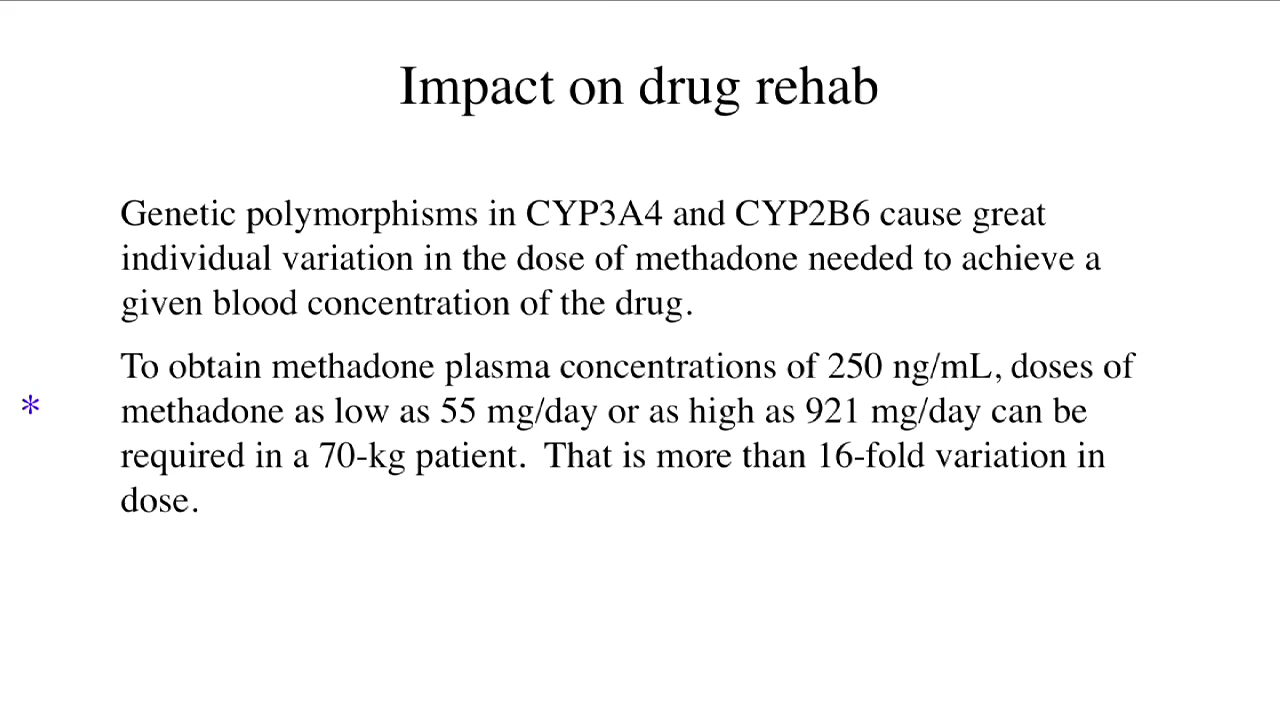 Impact on drug rehab
Genetic polymorphisms in CYP3A4 and CYP2B6 cause great
individual variation in the dose of methadone needed to achieve a
given blood concentration of the drug.
To obtain methadone plasma concentrations of 250 ng/mL, doses of
* methadone as low as 55 mg/day or as high as 921 mg/day can be
required in a 70-kg patient.  That is more than 16-fold variation in
dose.